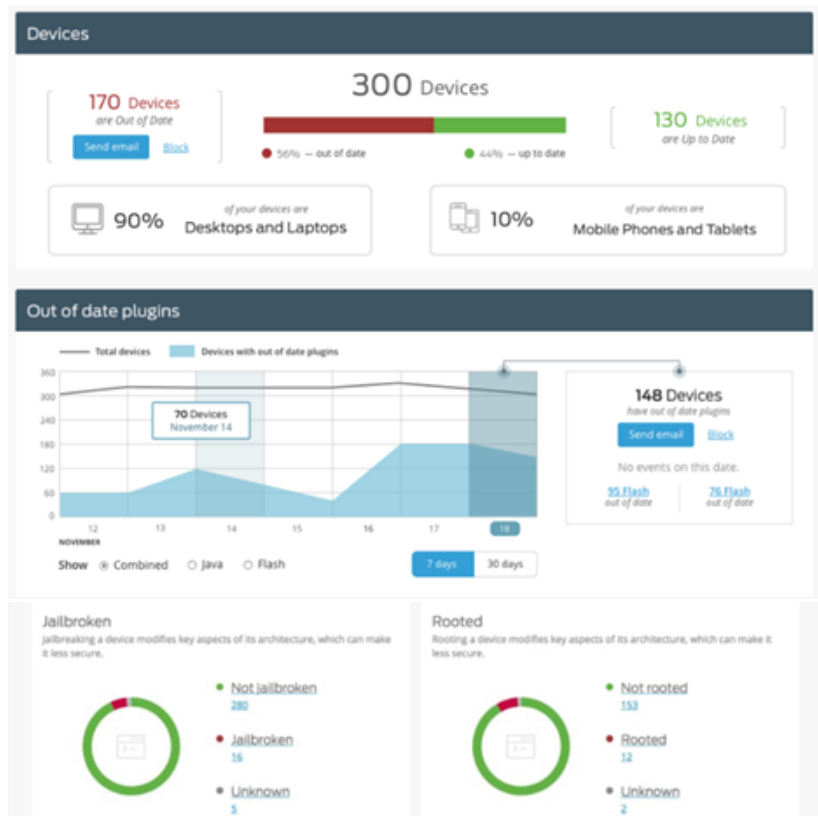 Devices
170 Devices
are Out of Date
Send email Block
300 Devices
56% — out of date
44% — up to date
130 Devices
are Up to Date
90%
of your devices are
Desktops and Laptops
10%
of your devices are
Mobile Phones and Tablets
Out of date plugins
Total devices
Devices with out of date plugins
360
300
240
180
120
60
0
70 Devices
November 14
12 13 14 15 16 17 18
NOVEMBER
Show Combined Java Flash
7 days 30 days
148 Devices
have out of date plugins
Send email Block
No events on this date.
95 Flash
out of date
76 Flash
out of date
Jailbroken
Jailbreaking a device modifies key aspects of its architecture, which can make
it less secure.
Not jailbroken
280
Jailbroken
16
Unknown
5
Rooted
Rooting a device modifies key aspects of its architecture, which can make it
less secure.
Not rooted
153
Rooted
12
Unknown
2